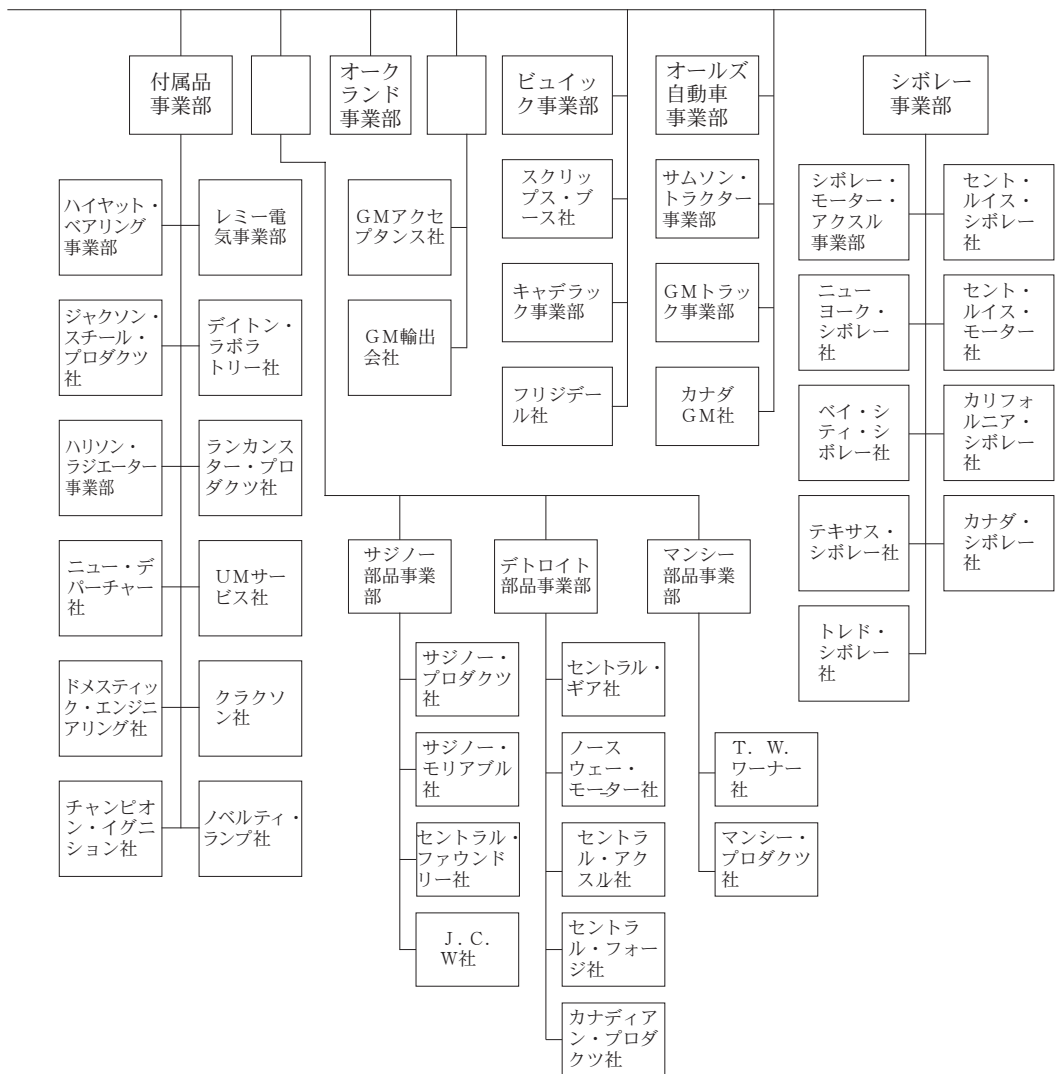 付属品
事業部
オーク
ランド
事業部
ビュイッ
ク事業部
オールズ
自動車
事業部
シボレー
事業部
ハイヤット・
ベアリング
事業部
レミー電
気事業部
GMアクセ
プタンス社
スクリッ
プス・ブ
ース社
サムソン・
トラクター
事業部
シボレー・
モーター・
アクスル
事業部
セント・
ルイス・
シボレー
社
ジャクソン・
スチール・
プロダクツ
社
デイトン・
ラボラ
トリー社
GM輸出
会社
キャデラッ
ク事業部
GMトラッ
ク事業部
ニュー
ヨーク・
シボレー
社
セント・
ルイス・
モーター
社
フリジデー
ル社
カナダ
GM社
ベイ・シ
ティ・シ
ボレー社
カリフォ
ルニア・
シボレー
社
ハリソン・
ラジエーター
事業部
ランカンス
ター・プロ
ダクツ社
テキサス・
シボレー社
カナダ・
シボレー
社
ニュー・デ
パーチャー
社
UMサー
ビス社
サジノー
部品事業
部
デトロイト
部品事業部
マンシー
部品事業
部
トレド・
シボレー
社
ドメスティッ
ク・エンジニ
アリング社
クラクソ
ン社
サジノー・
プロダクツ
社
セントラル・
ギア社
チャンピオ
ン・イグニ
ション社
ノベルティ・
ランプ社
サジノー・
モリアブル
社
ノース
ウェー・
モーター社
T. W.
ワーナー
社
セントラル・
ファウンド
リー社
セントラ
ル・アク
スル社
マンシー・
プロダクツ
社
J. C.
W社
セントラ
ル・フォー
ジ社
カナディア
ン・プロダ
クツ社